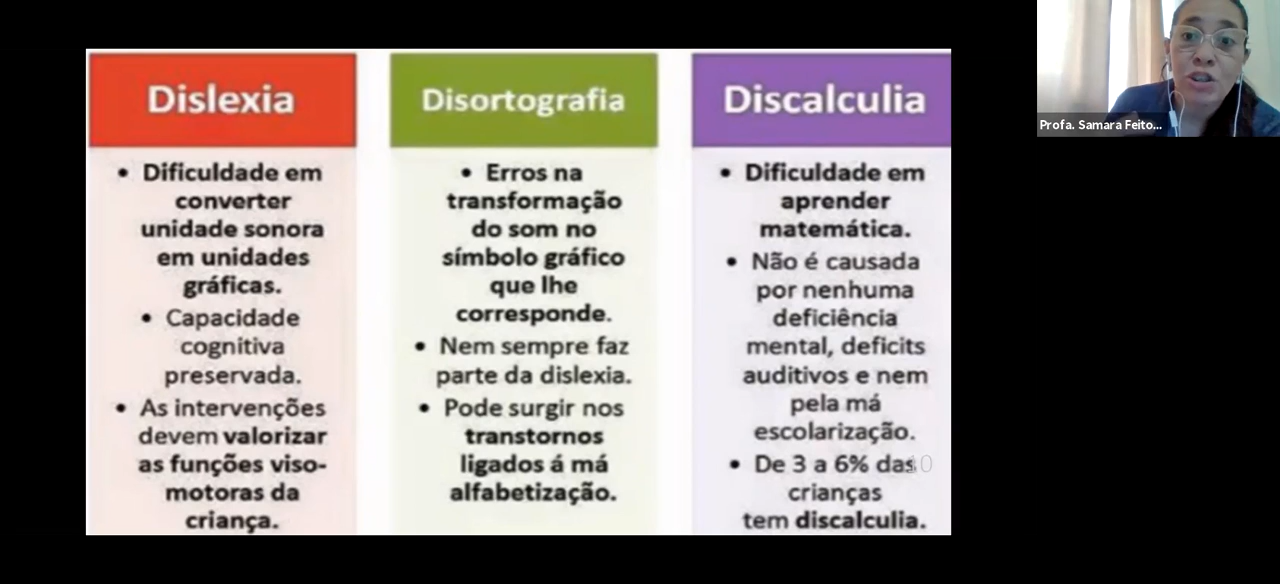 Dislexia
• Dificuldade em
converter
unidade sonora
em unidades
gráficas.
• Capacidade
cognitiva
preservada.
• As intervenções
devem valorizar
as funções viso-
motoras da
criança.
Disortografia
• Erros na
transformação
do som no
símbolo gráfico
que lhe
corresponde.
• Nem sempre faz
parte da dislexia.
• Pode surgir nos
transtornos
ligados á má
alfabetização.
Discalculia
• Dificuldade em
aprender
matemática.
• Não é causada
por nenhuma
deficiência
mental, deficits
auditivos e nem
pela má
escolarização.
• De 3 a 6% das
crianças
tem discalculia.
Profa. Samara Feito...